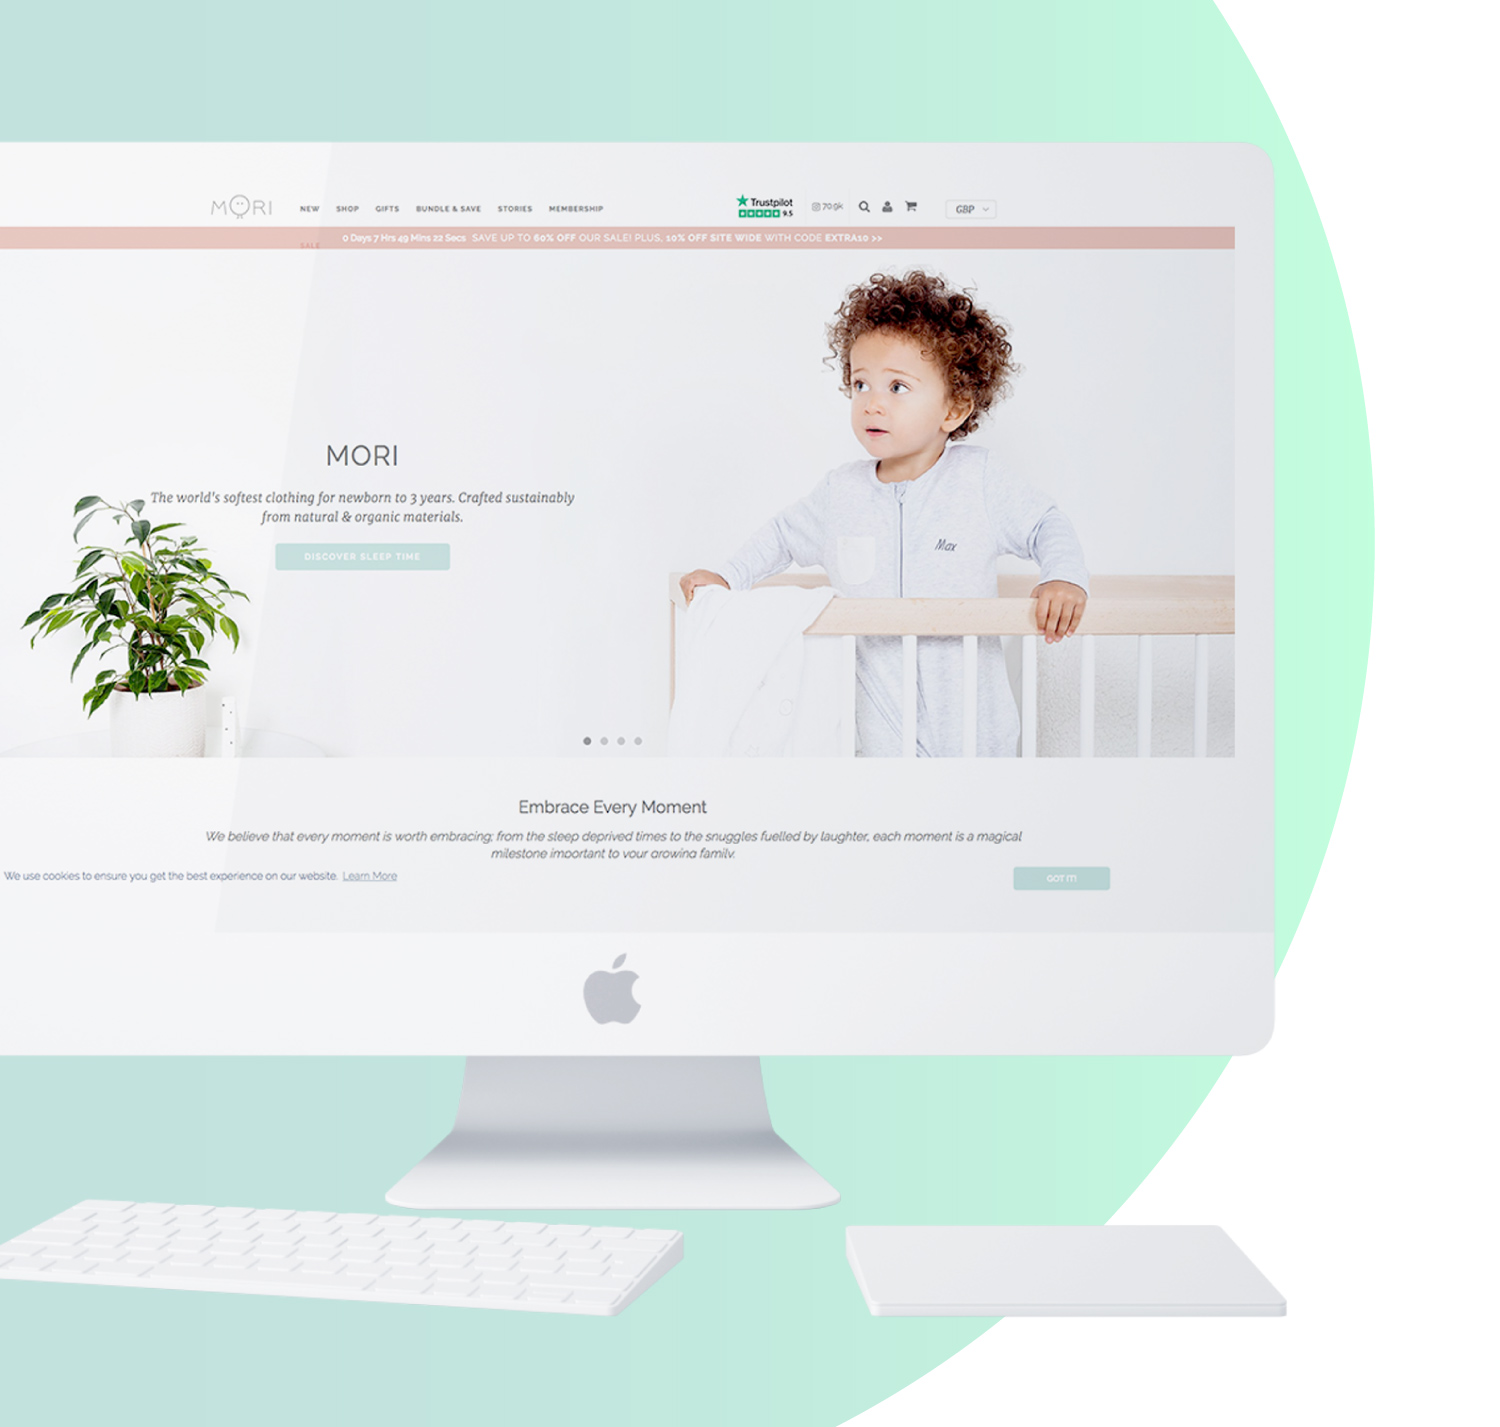 MORI NEW SHOP GIFTS BUNDLE & SAVE STORIES MEMBERSHIP Trustpilot 9.5 70.9k GBP
SALE
0 Days 7 Hrs 49 Mins 22 Secs SAVE UP TO 60% OFF OUR SALE! PLUS, 10% OFF SITE WIDE WITH CODE EXTRA10 >>
MORI
The world's softest clothing for newborn to 3 years. Crafted sustainably
from natural & organic materials.
DISCOVER SLEEP TIME
Max
Embrace Every Moment
We believe that every moment is worth embracing; from the sleep deprived times to the snuggles fuelled by laughter, each moment is a magical
milestone important to your growing family.
We use cookies to ensure you get the best experience on our website. Learn More
GOT IT!